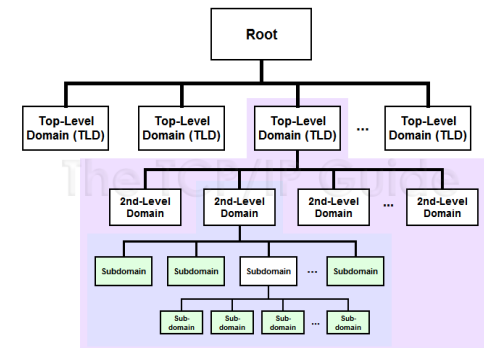 Root
Top-Level
Domain (TLD)
Top-Level
Domain (TLD)
Top-Level
Domain (TLD)
...
Top-Level
Domain (TLD)
The TCP/IP Guide
2nd-Level
Domain
2nd-Level
Domain
2nd-Level
Domain
...
2nd-Level
Domain
Subdomain
Subdomain
Subdomain
...
Subdomain
Sub-
domain
Sub-
domain
Sub-
domain
...
Sub-
domain